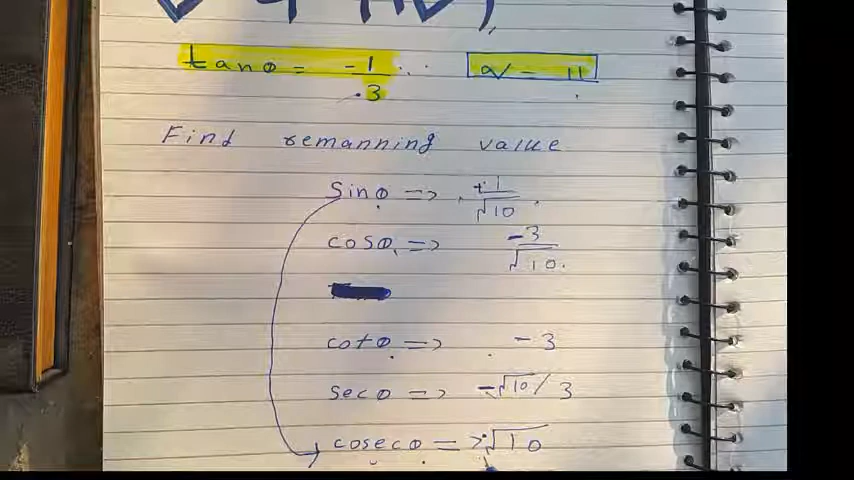 tanθ = -1/3 .. Q - II
Find remanning value
Sinθ => +1/√10
cosθ => -3/√10
cotθ => -3
secθ => -√10/3
cosecθ => √10